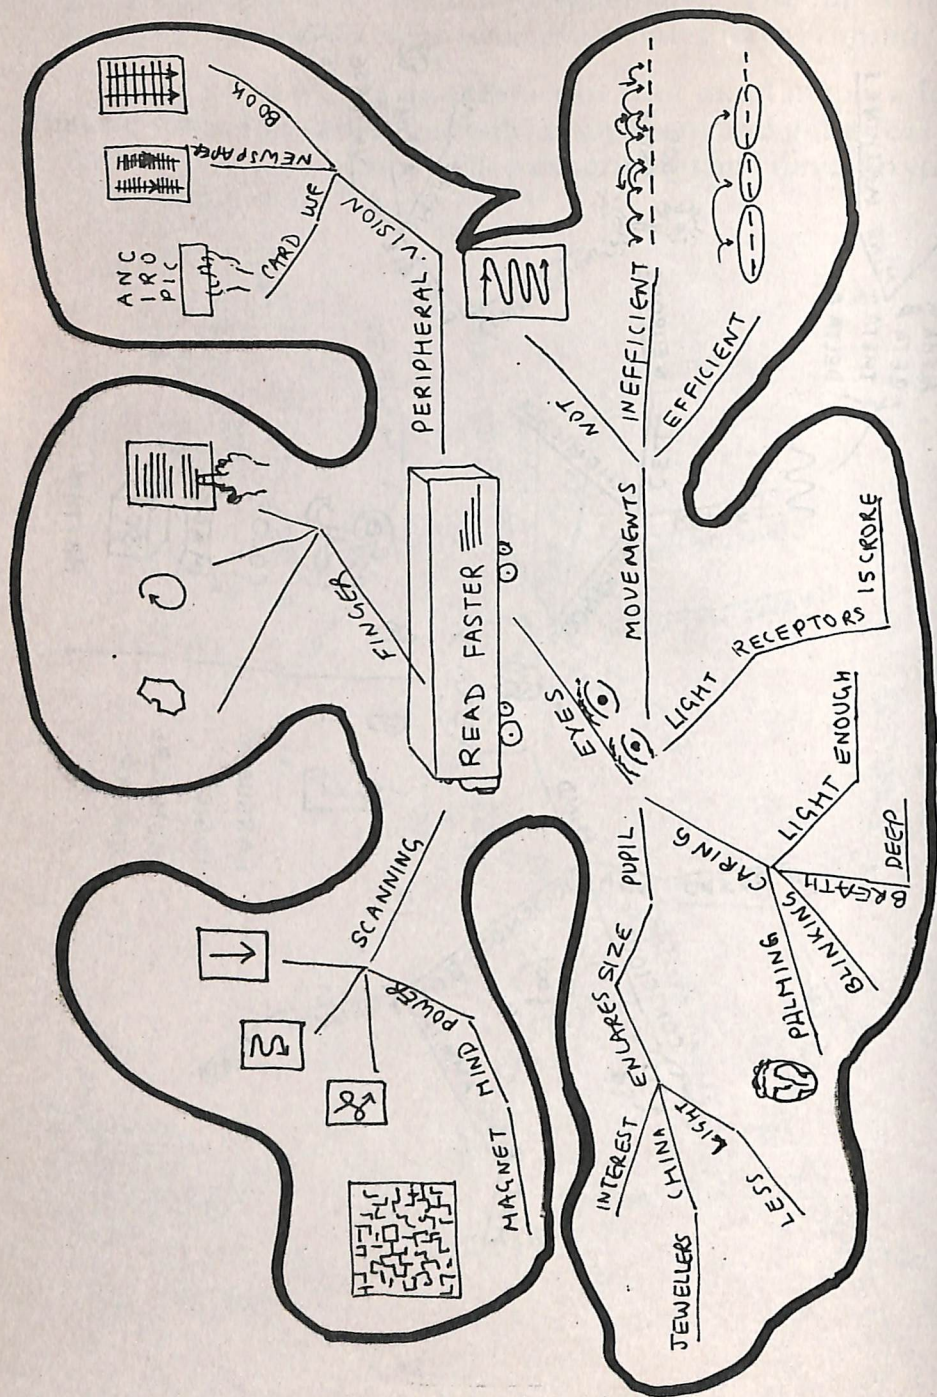 READ FASTER
PERIPHERAL
VISION
BOOK
NEWSPAPER
WE
CARD
ANC
IRO
PIC
FINGER
SCANNING
POWER
MIND
MAGNET
EYES
MOVEMENTS
NOT
INEFFICIENT
EFFICIENT
LIGHT
RECEPTORS
15 CRORE
CARING
LIGHT
ENOUGH
BREATH
DEEP
BLINKING
PALMING
PUPIL
SIZE
ENLARES
INTEREST
CHINA
JEWELLERS
LIGHT
LESS